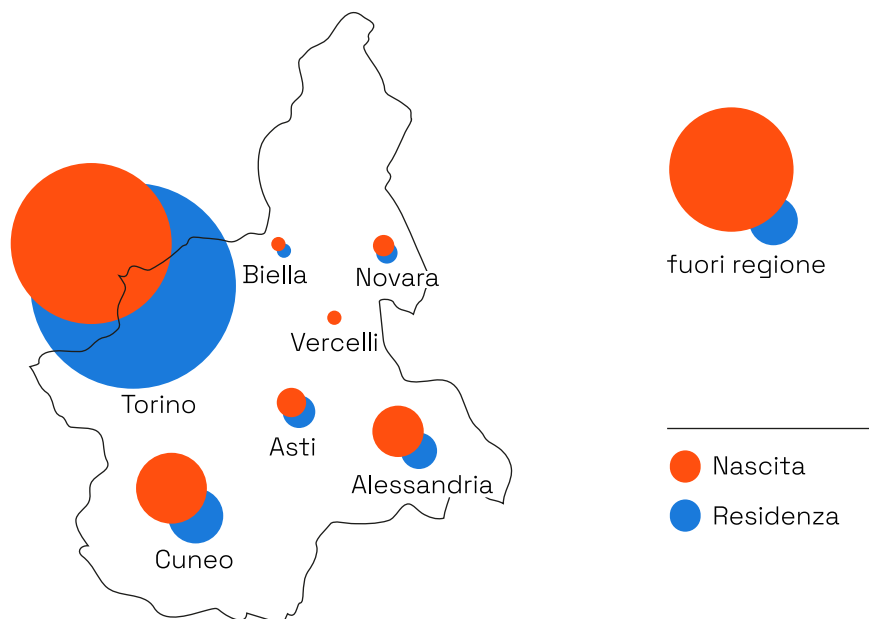 Biella
Novara
fuori regione
Vercelli
Torino
Asti
Alessandria
Cuneo
Nascita
Residenza